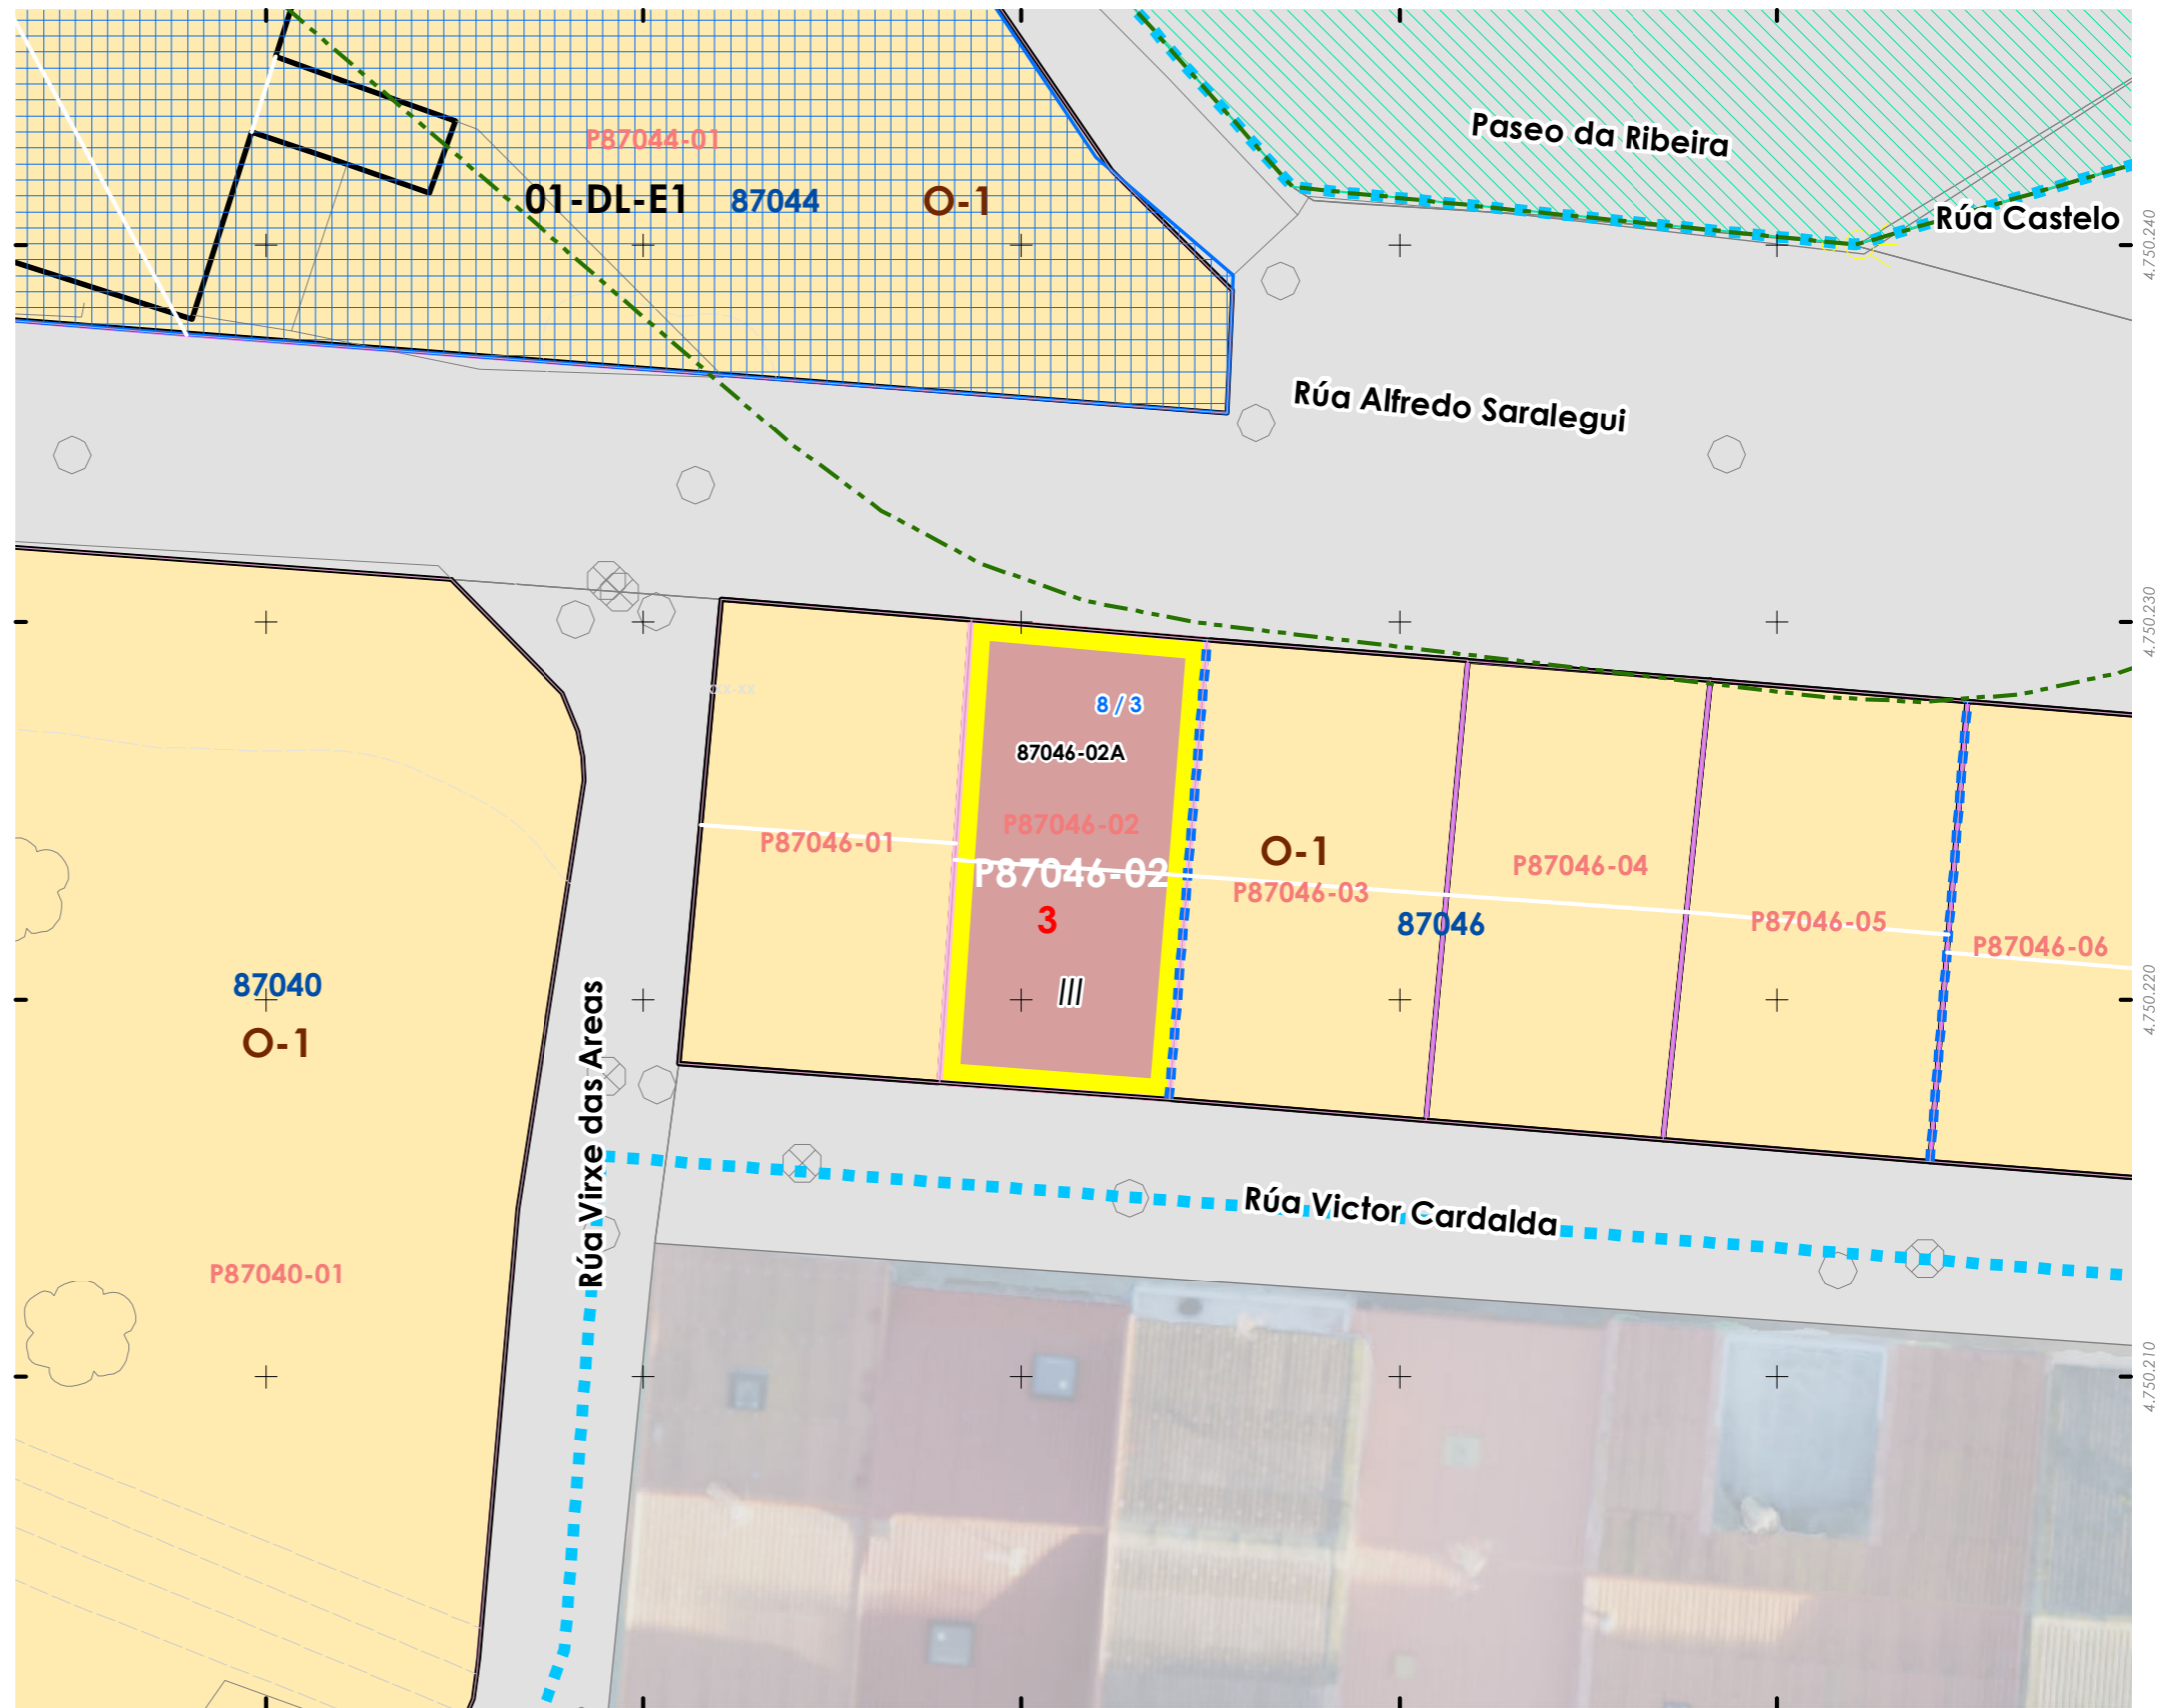 Paseo da Ribeira
P87044-01
01-DL-E1 87044 O-1
Rúa Castelo
4.750.240
Rúa Alfredo Saralegui
4.750.230
8 / 3
87046-02A
P87046-02
P87046-01
P87046-02
O-1
P87046-03
P87046-04
3
87046
P87046-05
P87046-06
87040
III
4.750.220
O-1
Rúa Virxe das Areas
Rúa Victor Cardalda
P87040-01
4.750.210